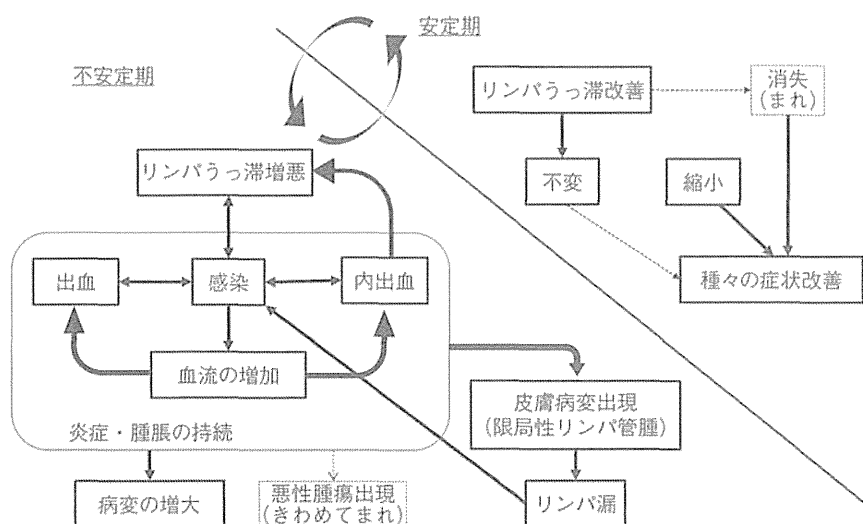 安定期
不安定期
リンパうっ滞改善
消失
(まれ)
リンパうっ滞増悪
不変
縮小
出血
感染
内出血
種々の症状改善
血流の増加
皮膚病変出現
(限局性リンパ管腫)
炎症・腫脹の持続
病変の増大
悪性腫瘍出現
(きわめてまれ)
リンパ漏